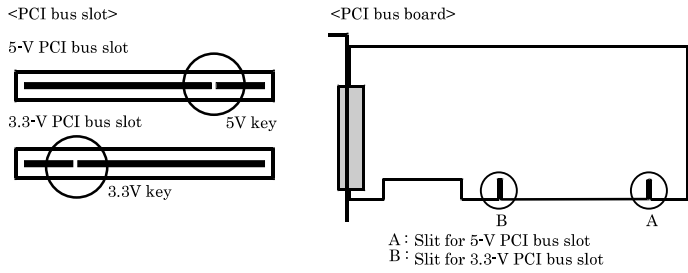 <PCI bus slot>
5-V PCI bus slot
5V key
3.3-V PCI bus slot
3.3V key
<PCI bus board>
B
A
A : Slit for 5-V PCI bus slot
B : Slit for 3.3-V PCI bus slot